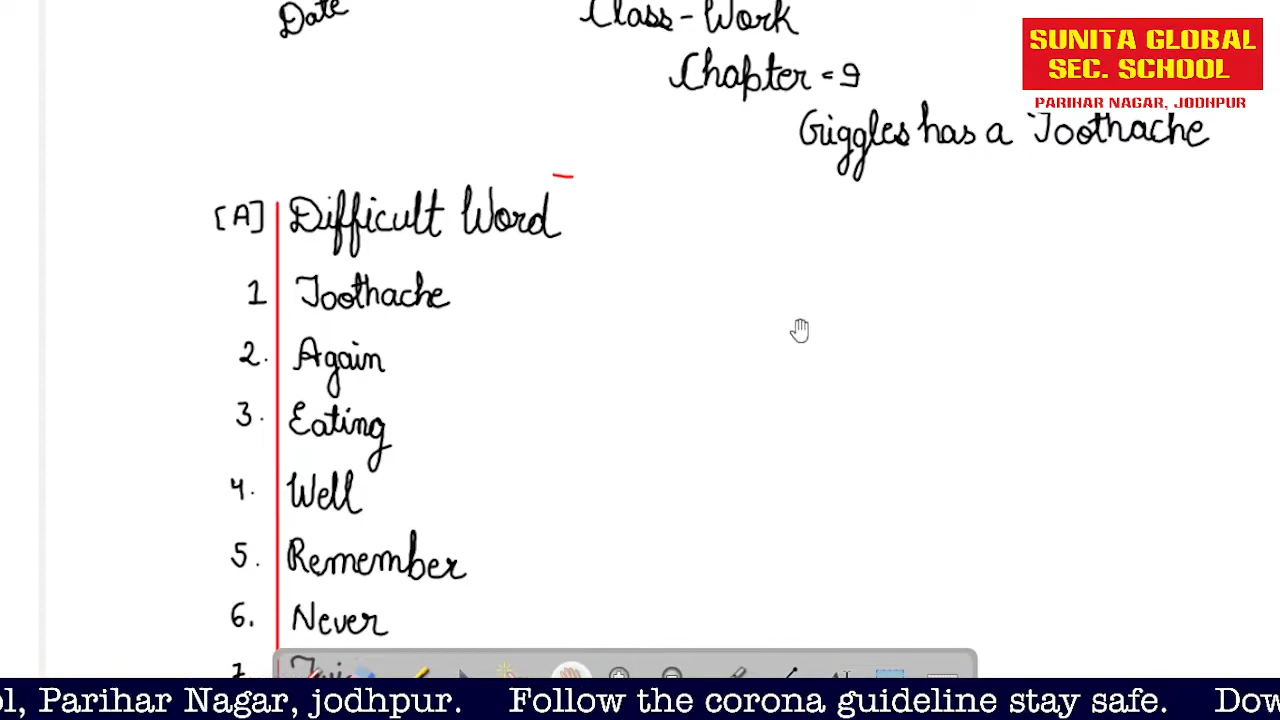 Date
Class-Work
SUNITA GLOBAL
SEC. SCHOOL
Chapter = 9
PARIHAR NAGAR, JODHPUR
Giggles has a Toothache
[A] Difficult Word
1 Toothache
2. Again
3. Eating
4. Well
5. Remember
6. Never
7.
Parihar Nagar, jodhpur. Follow the corona guideline stay safe.